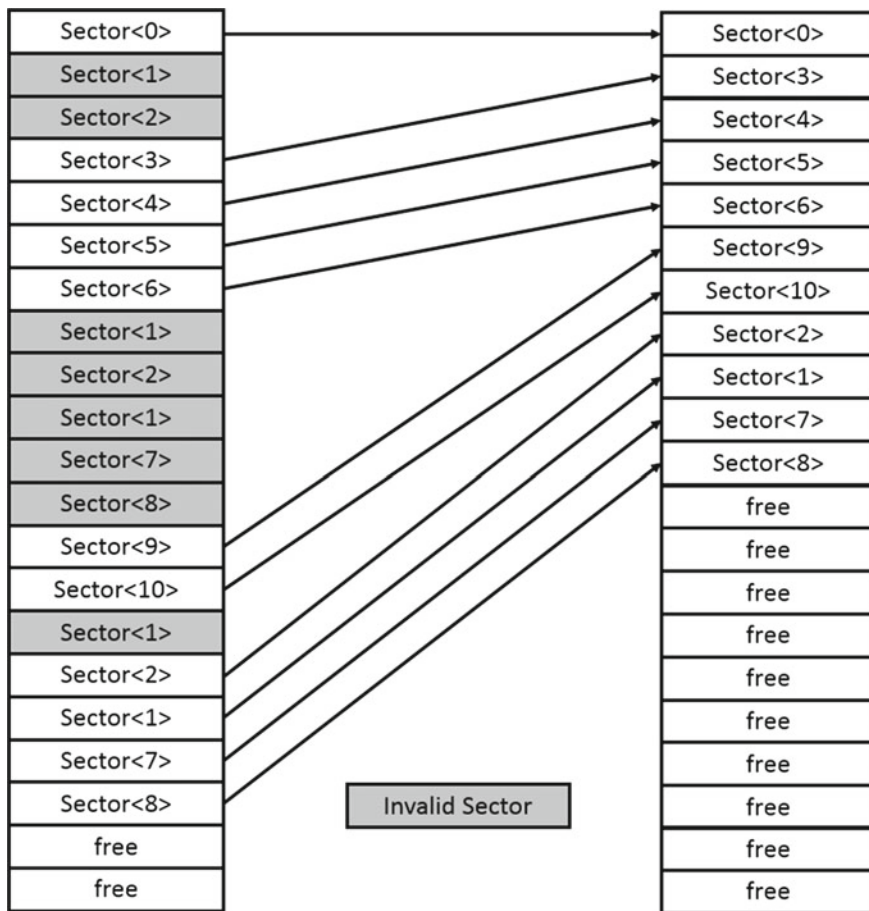 Sector<0>
Sector<1>
Sector<2>
Sector<3>
Sector<4>
Sector<5>
Sector<6>
Sector<1>
Sector<2>
Sector<1>
Sector<7>
Sector<8>
Sector<9>
Sector<10>
Sector<1>
Sector<2>
Sector<1>
Sector<7>
Sector<8>
free
free
Invalid Sector
Sector<0>
Sector<3>
Sector<4>
Sector<5>
Sector<6>
Sector<9>
Sector<10>
Sector<2>
Sector<1>
Sector<7>
Sector<8>
free
free
free
free
free
free
free
free
free
free